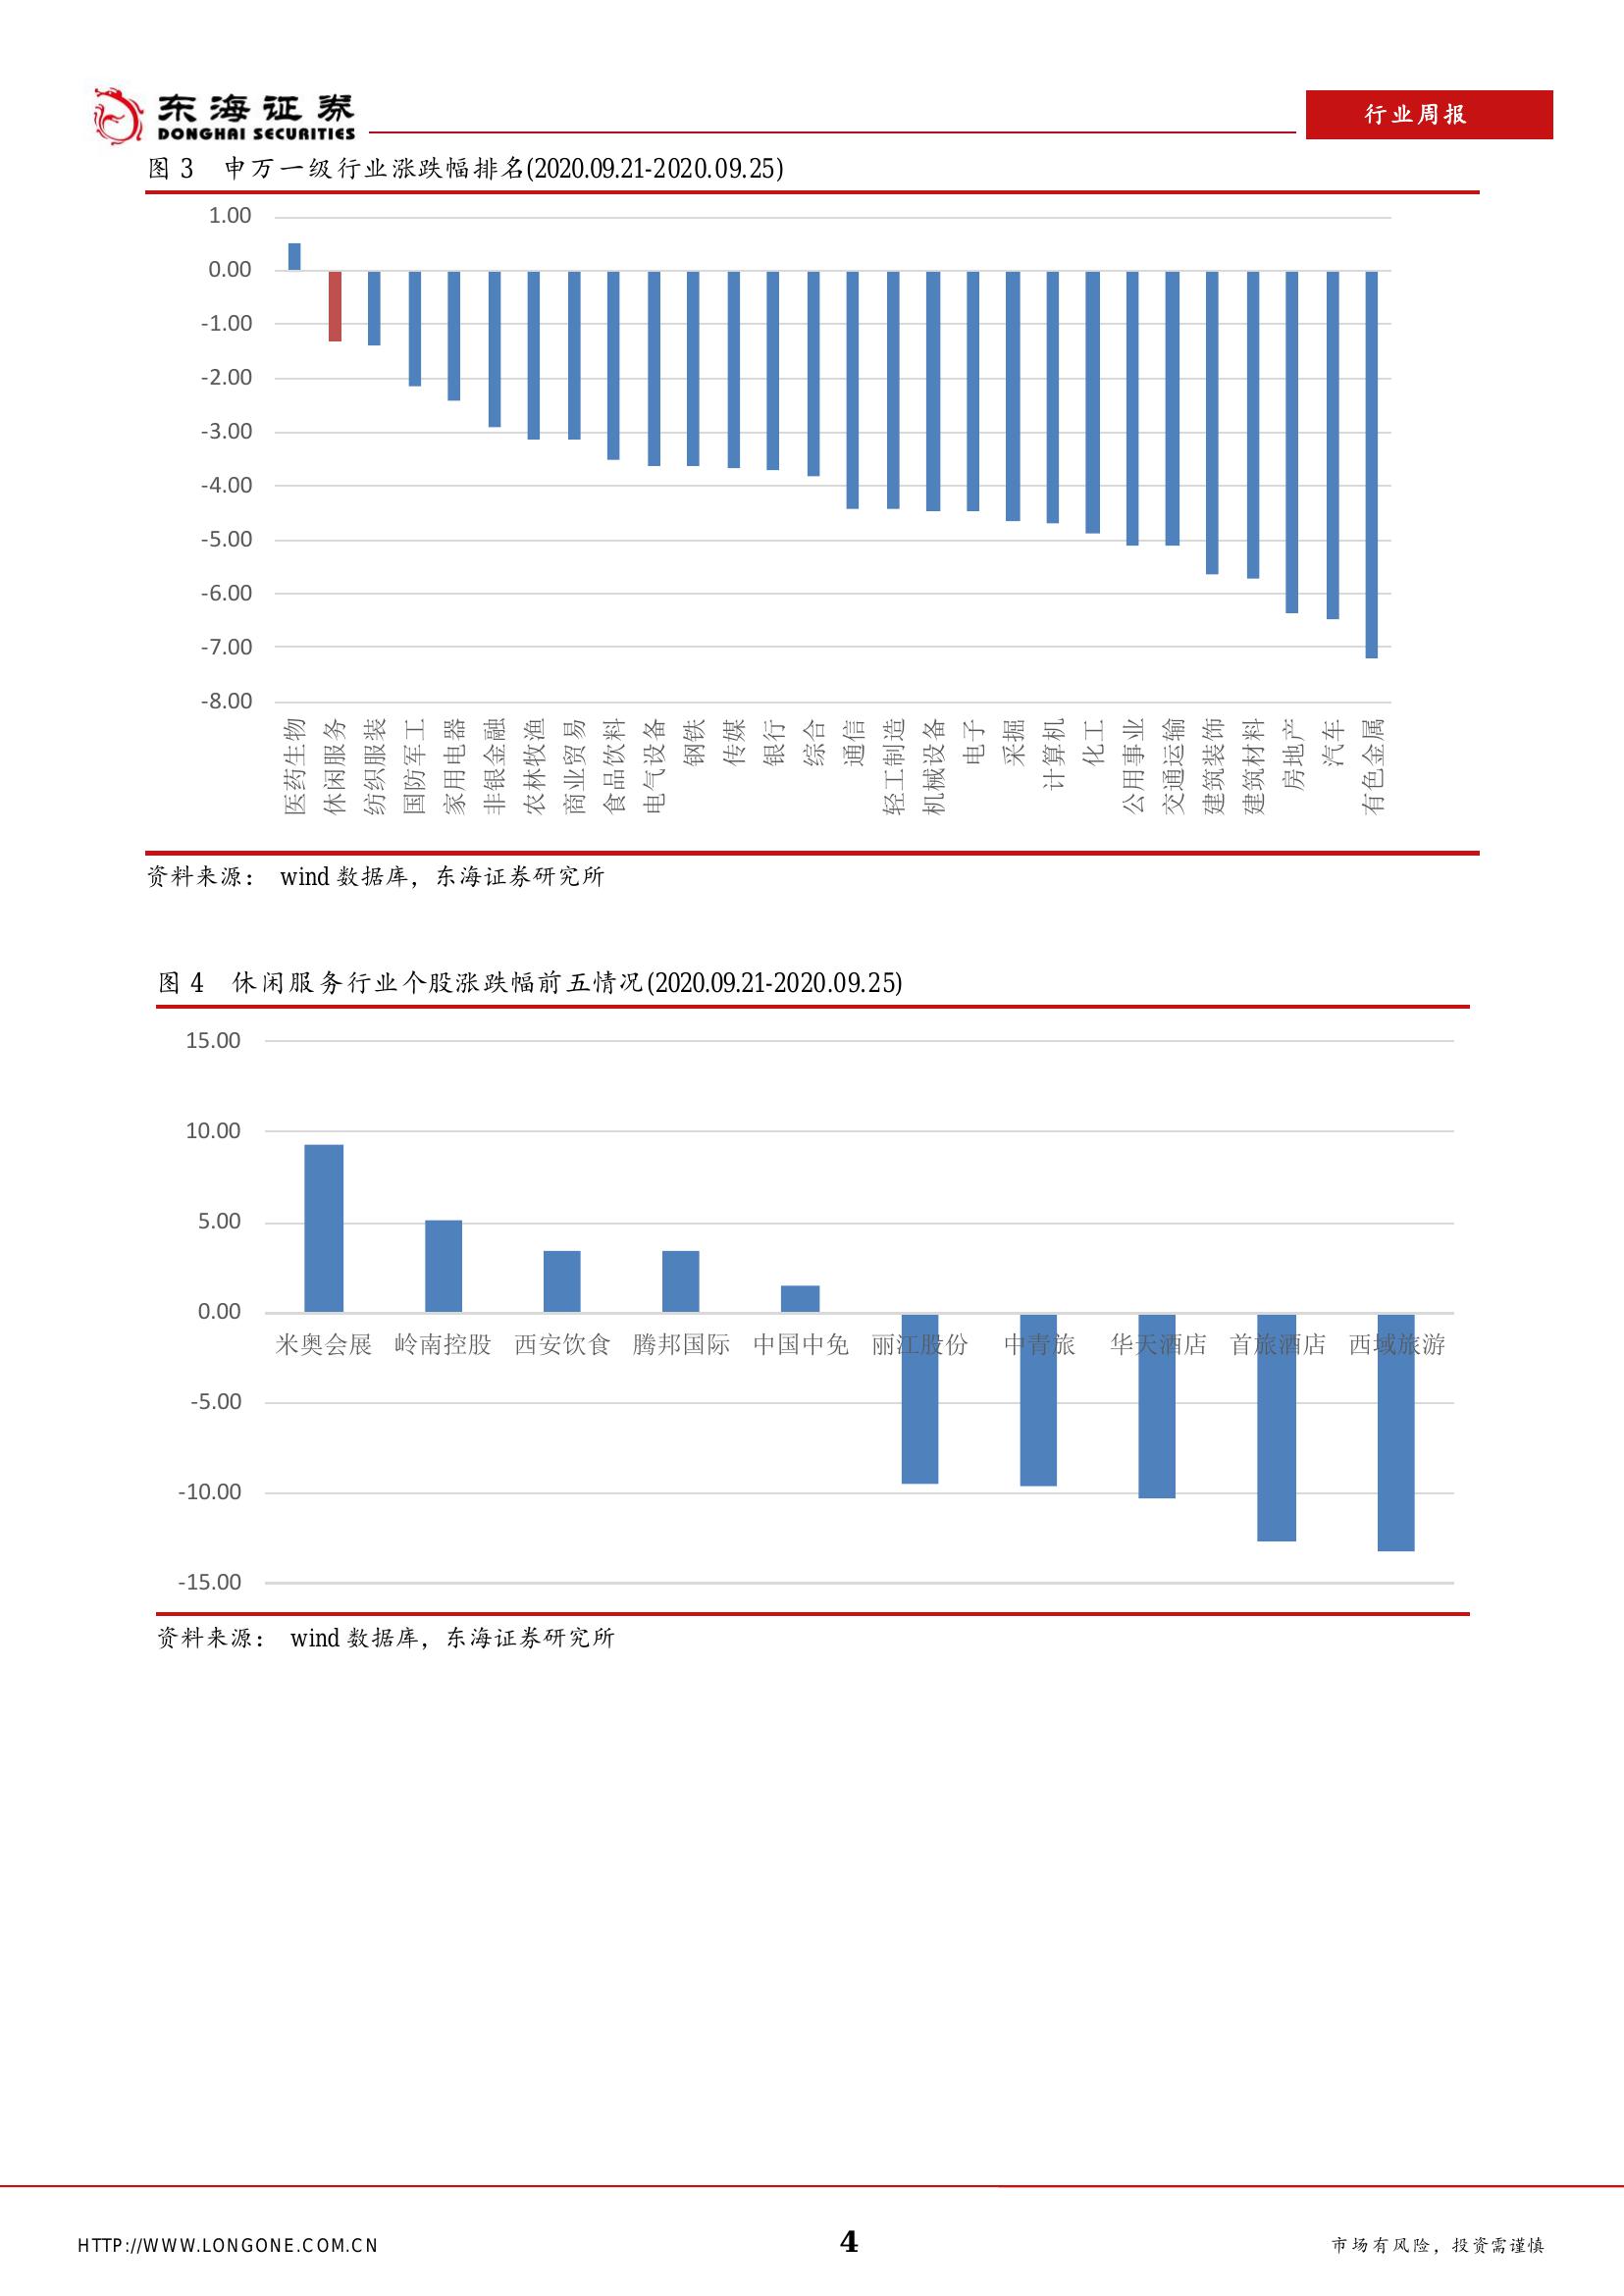 东海证券
DONGHAI SECURITIES
行业周报
图 3 申万一级行业涨跌幅排名(2020.09.21-2020.09.25)
1.00
0.00
-1.00
-2.00
-3.00
-4.00
-5.00
-6.00
-7.00
-8.00
医药生物
休闲服务
纺织服装
国防军工
家用电器
非银金融
农林牧渔
商业贸易
食品饮料
电气设备
钢铁
传媒
银行
综合
通信
轻工制造
机械设备
电子
采掘
计算机
化工
公用事业
交通运输
建筑装饰
建筑材料
房地产
汽车
有色金属
资料来源： wind 数据库，东海证券研究所
图 4 休闲服务行业个股涨跌幅前五情况(2020.09.21-2020.09.25)
15.00
10.00
5.00
0.00
-5.00
-10.00
-15.00
米奥会展 岭南控股 西安饮食 腾邦国际 中国中免 丽江股份 中青旅 华天酒店 首旅酒店 西域旅游
资料来源： wind 数据库，东海证券研究所
HTTP://WWW.LONGONE.COM.CN 4 市场有风险，投资需谨慎